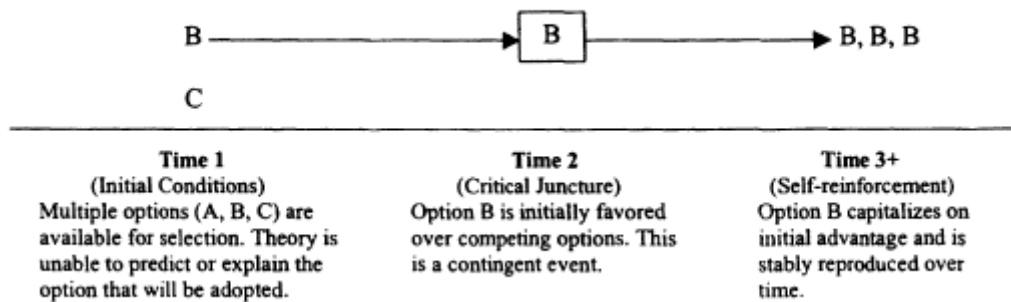 B B B, B, B
C
Time 1 Time 2 Time 3+
(Initial Conditions) (Critical Juncture) (Self-reinforcement)
Multiple options (A, B, C) are Option B is initially favored Option B capitalizes on
available for selection. Theory is over competing options. This initial advantage and is
unable to predict or explain the is a contingent event. stably reproduced over
option that will be adopted. time.